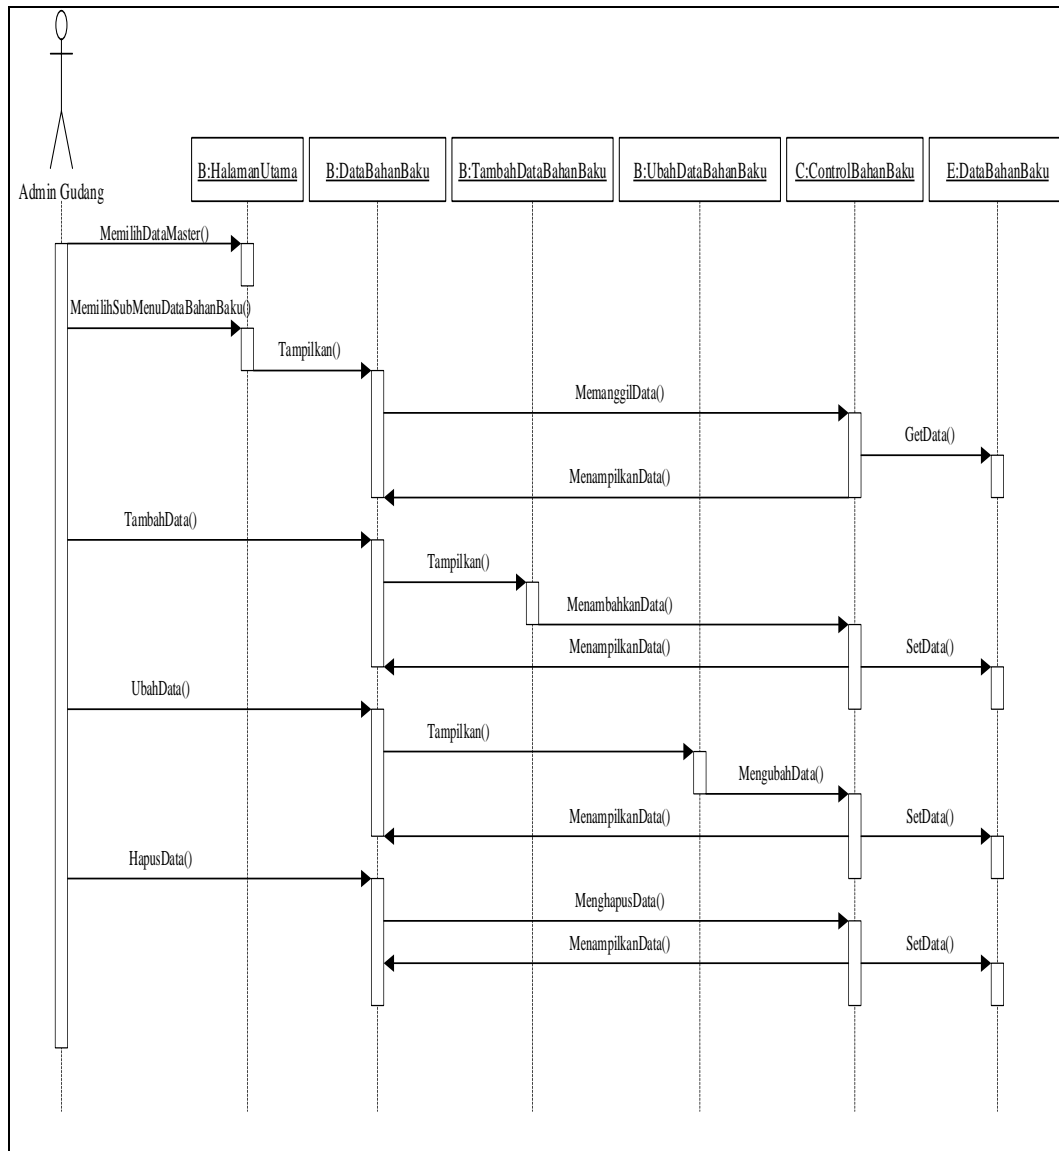 B:HalamanUtama
B:DataBahanBaku
B:TambahDataBahanBaku
B:UbahDataBahanBaku
C:ControlBahanBaku
E:DataBahanBaku
Admin Gudang
MemilihDataMaster()
MemilihSubMenuDataBahanBaku()
Tampilkan()
MemanggilData()
GetData()
MenampilkanData()
TambahData()
Tampilkan()
MenambahkanData()
MenampilkanData()
SetData()
UbahData()
Tampilkan()
MengubahData()
MenampilkanData()
SetData()
HapusData()
MenghapusData()
MenampilkanData()
SetData()